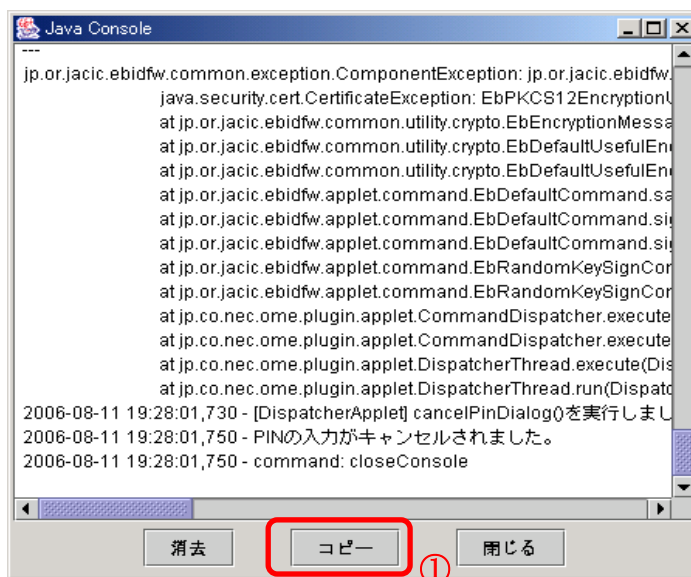 Java Console
---
jp.or.jacic.ebidfw.common.exception.ComponentException: jp.or.jacic.ebidfw.
java.security.cert.CertificateException: EbPKCS12Encryption
at jp.or.jacic.ebidfw.common.utility.crypto.EbEncryptionMessa
at jp.or.jacic.ebidfw.common.utility.crypto.EbDefaultUsefulEn
at jp.or.jacic.ebidfw.common.utility.crypto.EbDefaultUsefulEn
at jp.or.jacic.ebidfw.applet.command.EbDefaultCommand.sa
at jp.or.jacic.ebidfw.applet.command.EbDefaultCommand.si
at jp.or.jacic.ebidfw.applet.command.EbDefaultCommand.si
at jp.or.jacic.ebidfw.applet.command.EbRandomKeySignCor
at jp.or.jacic.ebidfw.applet.command.EbRandomKeySignCor
at jp.co.nec.ome.plugin.applet.CommandDispatcher.execute
at jp.co.nec.ome.plugin.applet.CommandDispatcher.execute
at jp.co.nec.ome.plugin.applet.DispatcherThread.execute(Dis
at jp.co.nec.ome.plugin.applet.DispatcherThread.run(Dispatc
2006-08-11 19:28:01,730 - [DispatcherApplet] cancelPinDialog()を実行しまし
2006-08-11 19:28:01,750 - PINの入力がキャンセルされました。
2006-08-11 19:28:01,750 - command: closeConsole
消去 コピー 閉じる
①